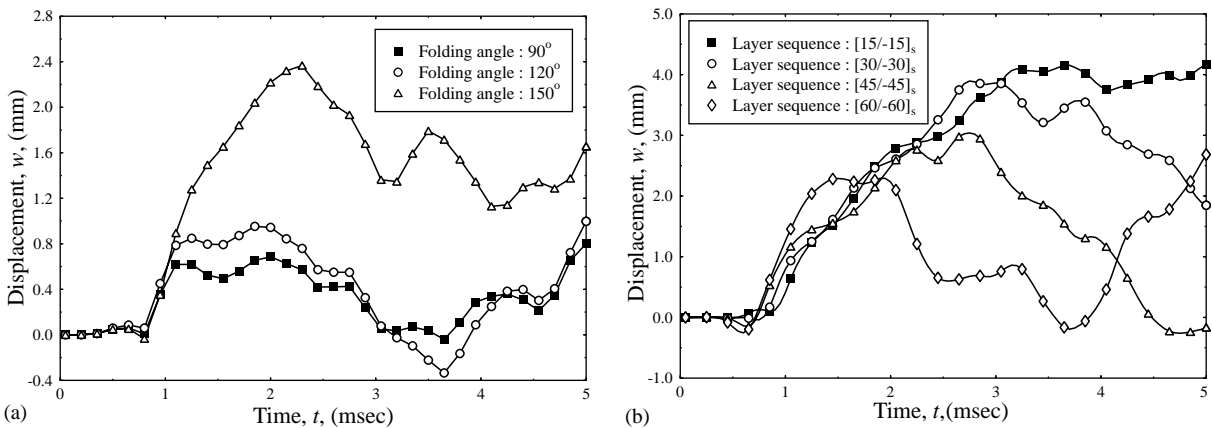 2.8
2.4
2.0
1.6
1.2
0.8
0.4
0.0
-0.4
Displacement, w, (mm)
Folding angle : 90°
Folding angle : 120°
Folding angle : 150°
0 1 2 3 4 5
Time, t, (msec)
(a)
5.0
4.0
3.0
2.0
1.0
0.0
-1.0
Displacement, w, (mm)
Layer sequence : [15/-15]s
Layer sequence : [30/-30]s
Layer sequence : [45/-45]s
Layer sequence : [60/-60]s
0 1 2 3 4 5
Time, t,(msec)
(b)